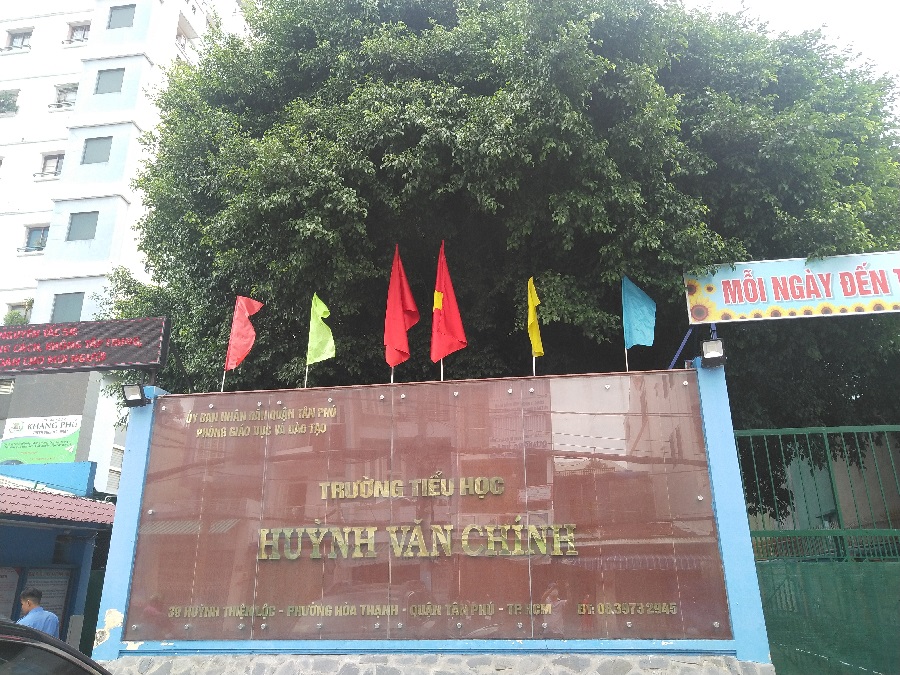 MỖI NGÀY ĐẾN T
KHANG PHÚ
ỦY BAN NHÂN DÂN QUẬN TÂN PHÚ
PHÒNG GIÁO DỤC VÀ ĐÀO TẠO
TRƯỜNG TIỂU HỌC
HUỲNH VĂN CHÍNH
39 HUỲNH THIỆN LỘC - PHƯỜNG HÒA THẠNH - QUẬN TÂN PHÚ - TP.HCM ĐT: 08.39732945